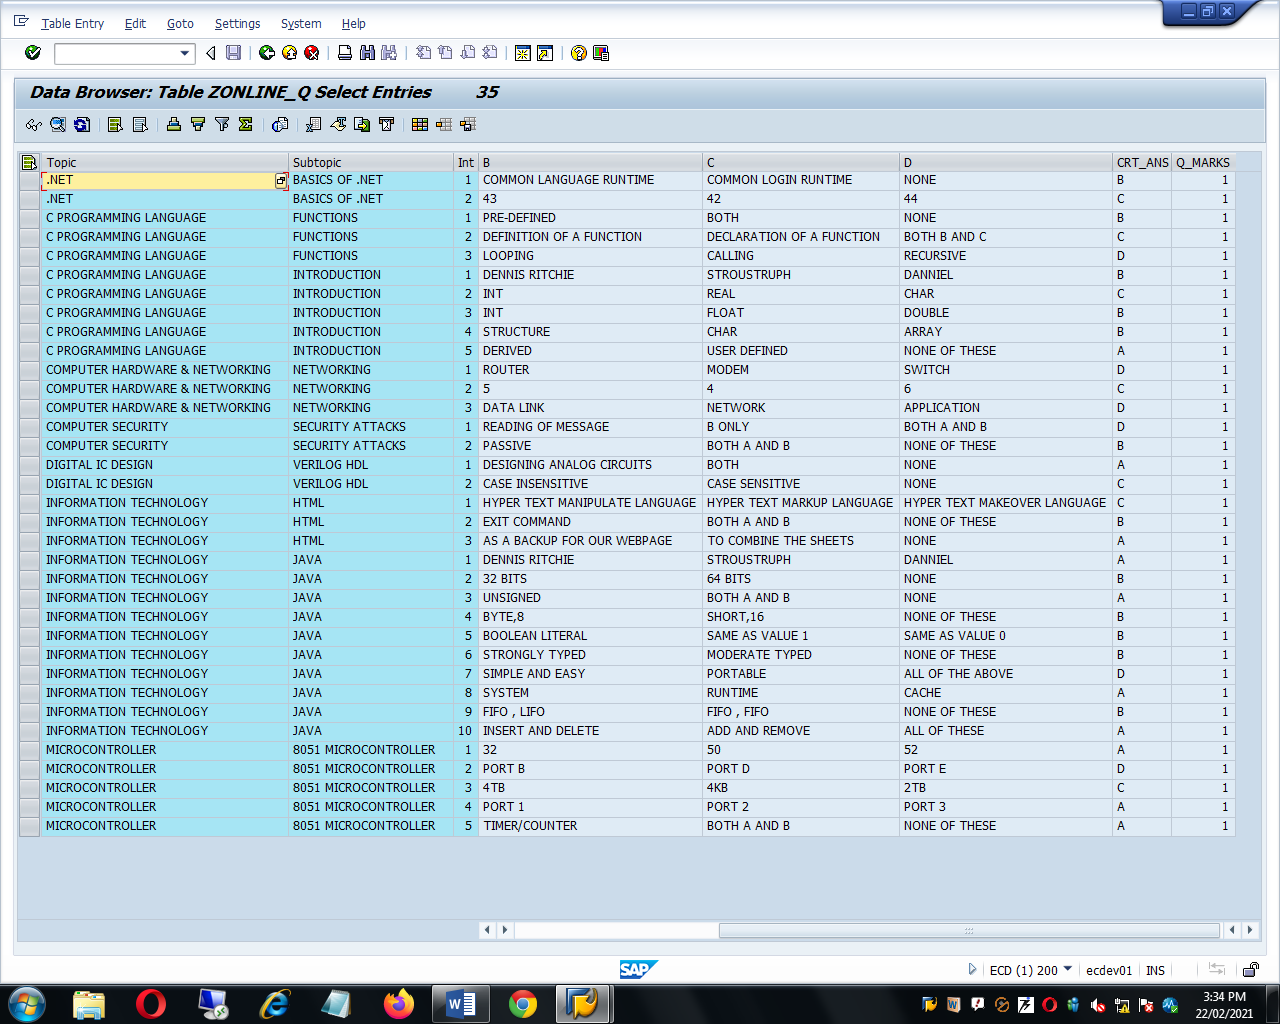 Table Entry Edit Goto Settings System Help
Data Browser: Table ZONLINE_Q Select Entries 35
Topic Subtopic Int B C D CRT_ANS Q_MARKS
.NET BASICS OF .NET 1 COMMON LANGUAGE RUNTIME COMMON LOGIN RUNTIME NONE B 1
.NET BASICS OF .NET 2 43 42 44 C 1
C PROGRAMMING LANGUAGE FUNCTIONS 1 PRE-DEFINED BOTH NONE B 1
C PROGRAMMING LANGUAGE FUNCTIONS 2 DEFINITION OF A FUNCTION DECLARATION OF A FUNCTION BOTH B AND C C 1
C PROGRAMMING LANGUAGE FUNCTIONS 3 LOOPING CALLING RECURSIVE D 1
C PROGRAMMING LANGUAGE INTRODUCTION 1 DENNIS RITCHIE STROUSTRUPH DANNIEL B 1
C PROGRAMMING LANGUAGE INTRODUCTION 2 INT REAL CHAR C 1
C PROGRAMMING LANGUAGE INTRODUCTION 3 INT FLOAT DOUBLE B 1
C PROGRAMMING LANGUAGE INTRODUCTION 4 STRUCTURE CHAR ARRAY B 1
C PROGRAMMING LANGUAGE INTRODUCTION 5 DERIVED USER DEFINED NONE OF THESE A 1
COMPUTER HARDWARE & NETWORKING NETWORKING 1 ROUTER MODEM SWITCH D 1
COMPUTER HARDWARE & NETWORKING NETWORKING 2 5 4 6 C 1
COMPUTER HARDWARE & NETWORKING NETWORKING 3 DATA LINK NETWORK APPLICATION D 1
COMPUTER SECURITY SECURITY ATTACKS 1 READING OF MESSAGE B ONLY BOTH A AND B D 1
COMPUTER SECURITY SECURITY ATTACKS 2 PASSIVE BOTH A AND B NONE OF THESE B 1
DIGITAL IC DESIGN VERILOG HDL 1 DESIGNING ANALOG CIRCUITS BOTH NONE A 1
DIGITAL IC DESIGN VERILOG HDL 2 CASE INSENSITIVE CASE SENSITIVE NONE C 1
INFORMATION TECHNOLOGY HTML 1 HYPER TEXT MANIPULATE LANGUAGE HYPER TEXT MARKUP LANGUAGE HYPER TEXT MAKEOVER LANGUAGE C 1
INFORMATION TECHNOLOGY HTML 2 EXIT COMMAND BOTH A AND B NONE OF THESE B 1
INFORMATION TECHNOLOGY HTML 3 AS A BACKUP FOR OUR WEBPAGE TO COMBINE THE SHEETS NONE A 1
INFORMATION TECHNOLOGY JAVA 1 DENNIS RITCHIE STROUSTRUPH DANNIEL A 1
INFORMATION TECHNOLOGY JAVA 2 32 BITS 64 BITS NONE B 1
INFORMATION TECHNOLOGY JAVA 3 UNSIGNED BOTH A AND B NONE A 1
INFORMATION TECHNOLOGY JAVA 4 BYTE,8 SHORT,16 NONE OF THESE B 1
INFORMATION TECHNOLOGY JAVA 5 BOOLEAN LITERAL SAME AS VALUE 1 SAME AS VALUE 0 B 1
INFORMATION TECHNOLOGY JAVA 6 STRONGLY TYPED MODERATE TYPED NONE OF THESE B 1
INFORMATION TECHNOLOGY JAVA 7 SIMPLE AND EASY PORTABLE ALL OF THE ABOVE D 1
INFORMATION TECHNOLOGY JAVA 8 SYSTEM RUNTIME CACHE A 1
INFORMATION TECHNOLOGY JAVA 9 FIFO , LIFO FIFO , FIFO NONE OF THESE B 1
INFORMATION TECHNOLOGY JAVA 10 INSERT AND DELETE ADD AND REMOVE ALL OF THESE A 1
MICROCONTROLLER 8051 MICROCONTROLLER 1 32 50 52 A 1
MICROCONTROLLER 8051 MICROCONTROLLER 2 PORT B PORT D PORT E D 1
MICROCONTROLLER 8051 MICROCONTROLLER 3 4TB 4KB 2TB C 1
MICROCONTROLLER 8051 MICROCONTROLLER 4 PORT 1 PORT 2 PORT 3 A 1
MICROCONTROLLER 8051 MICROCONTROLLER 5 TIMER/COUNTER BOTH A AND B NONE OF THESE A 1
SAP ECD (1) 200 ecdev01 INS
3:34 PM
22/02/2021